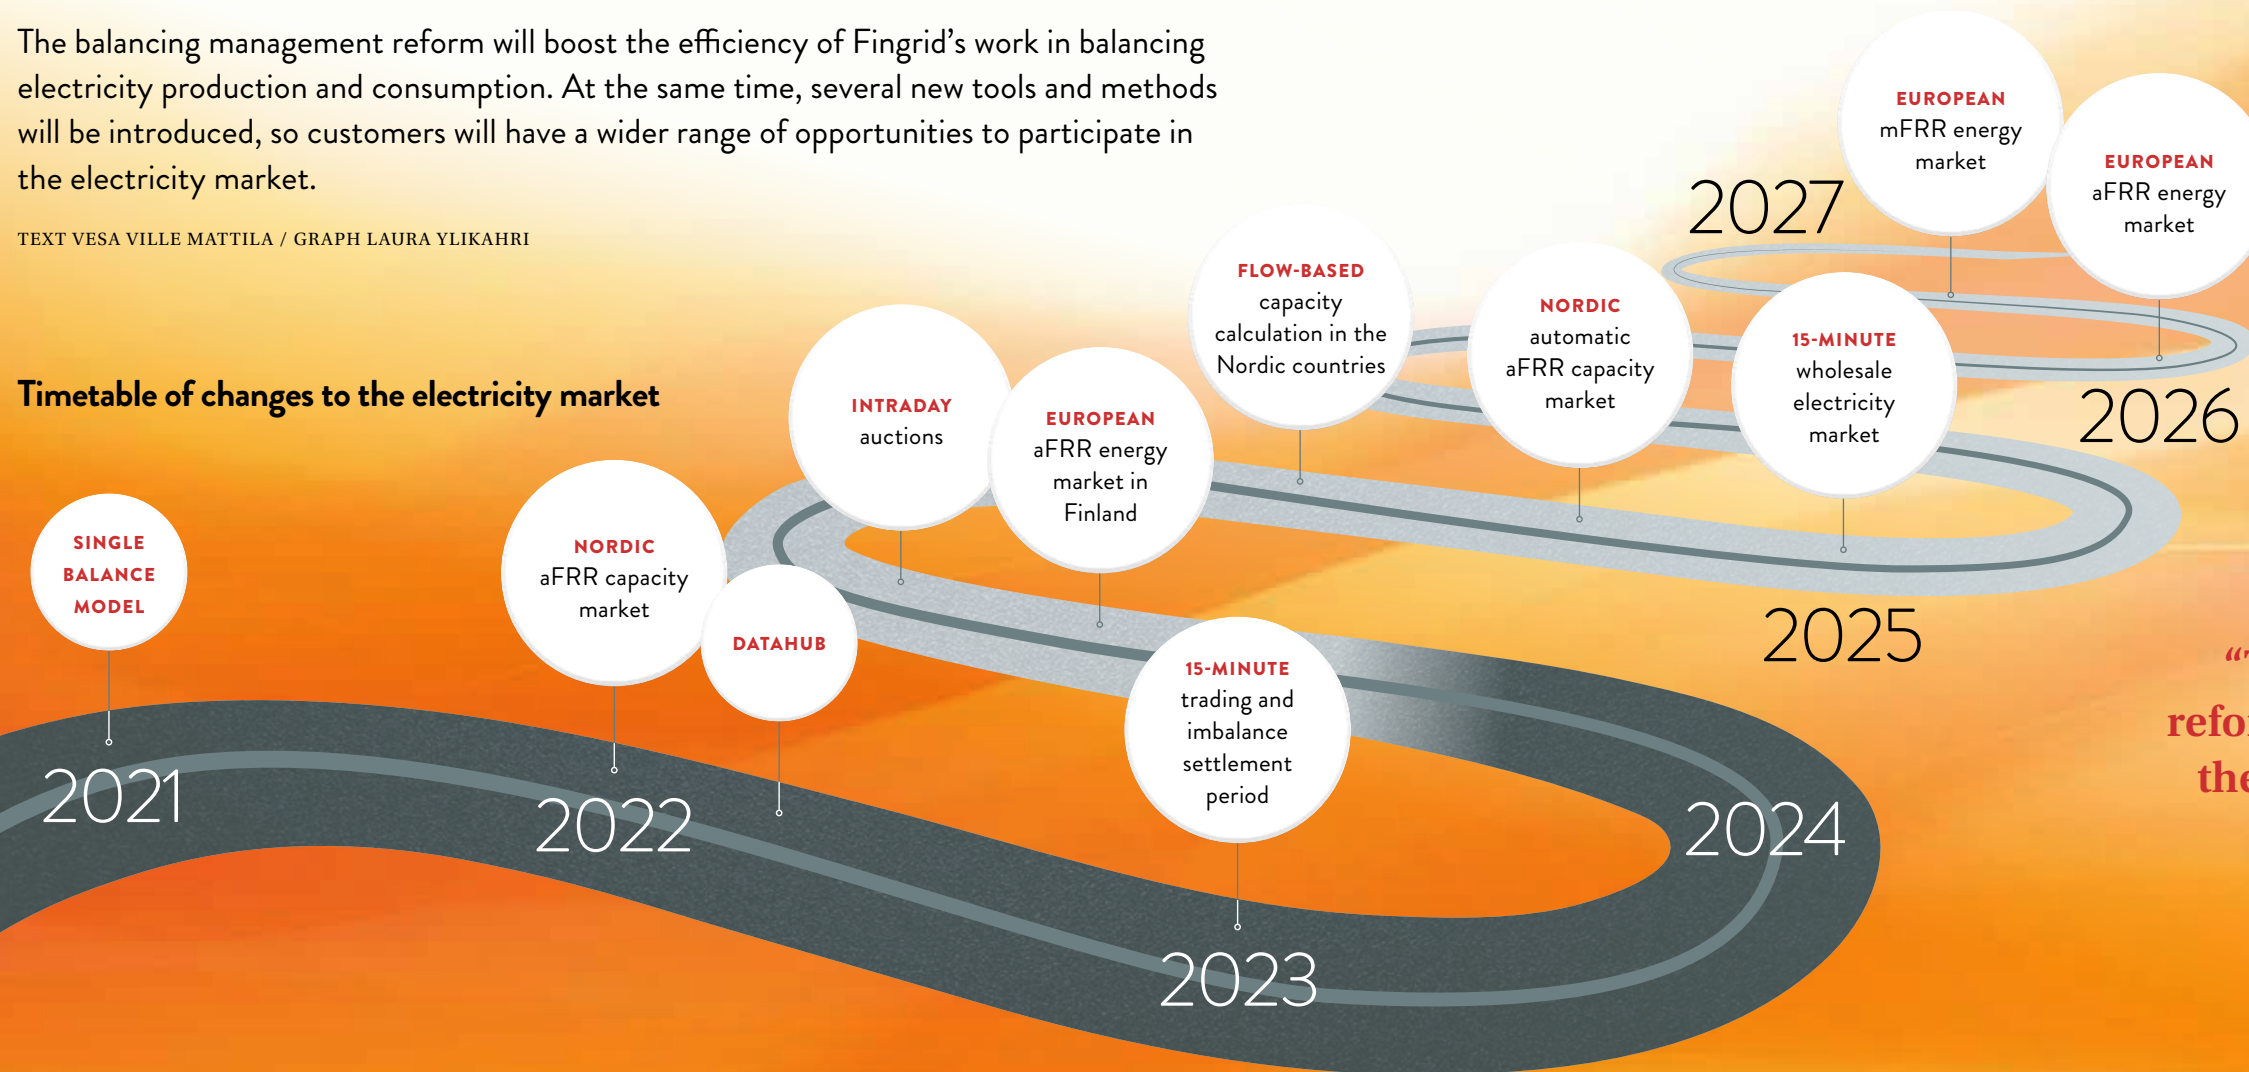 The balancing management reform will boost the efficiency of Fingrid’s work in balancing
electricity production and consumption. At the same time, several new tools and methods
will be introduced, so customers will have a wider range of opportunities to participate in
the electricity market.
TEXT VESA VILLE MATTILA / GRAPH LAURA YLIKAHRI
Timetable of changes to the electricity market
SINGLE
BALANCE
MODEL
2021
NORDIC
aFRR capacity
market
2022
DATAHUB
15-MINUTE
trading and
imbalance
settlement
period
2023
2024
EUROPEAN
aFRR energy
market in
Finland
INTRADAY
auctions
FLOW-BASED
capacity
calculation in the
Nordic countries
NORDIC
automatic
aFRR capacity
market
15-MINUTE
wholesale
electricity
market
2025
2026
EUROPEAN
aFRR energy
market
EUROPEAN
mFRR energy
market
2027